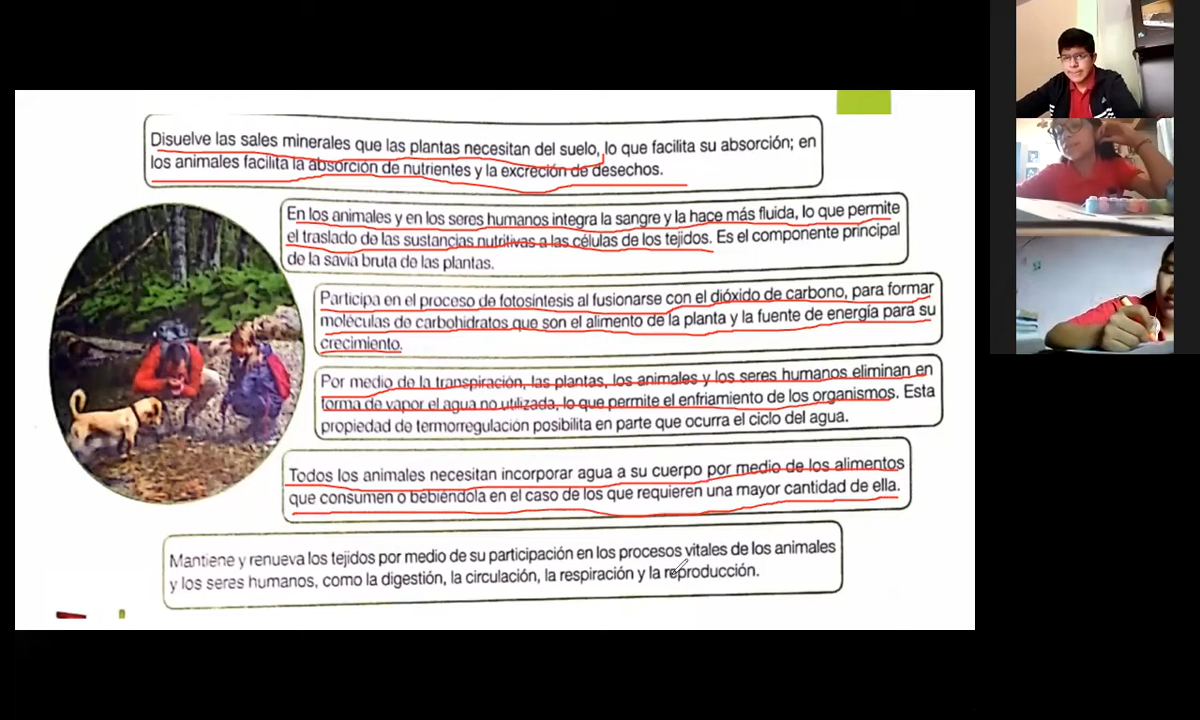 Disuelve las sales minerales que las plantas necesitan del suelo, lo que facilita su absorción; en
los animales facilita la absorción de nutrientes y la excreción de desechos.
En los animales y en los seres humanos integra la sangre y la hace más fluida, lo que permite
el traslado de las sustancias nutritivas a las células de los tejidos. Es el componente principal
de la savia bruta de las plantas.
Participa en el proceso de fotosíntesis al fusionarse con el dióxido de carbono, para formar
moléculas de carbohidratos que son el alimento de la planta y la fuente de energía para su
crecimiento.
Por medio de la transpiración, las plantas, los animales y los seres humanos eliminan en
forma de vapor el agua no utilizada, lo que permite el enfriamiento de los organismos. Esta
propiedad de termorregulación posibilita en parte que ocurra el ciclo del agua.
Todos los animales necesitan incorporar agua a su cuerpo por medio de los alimentos
que consumen o bebiéndola en el caso de los que requieren una mayor cantidad de ella.
Mantiene y renueva los tejidos por medio de su participación en los procesos vitales de los animales
y los seres humanos, como la digestión, la circulación, la respiración y la reproducción.